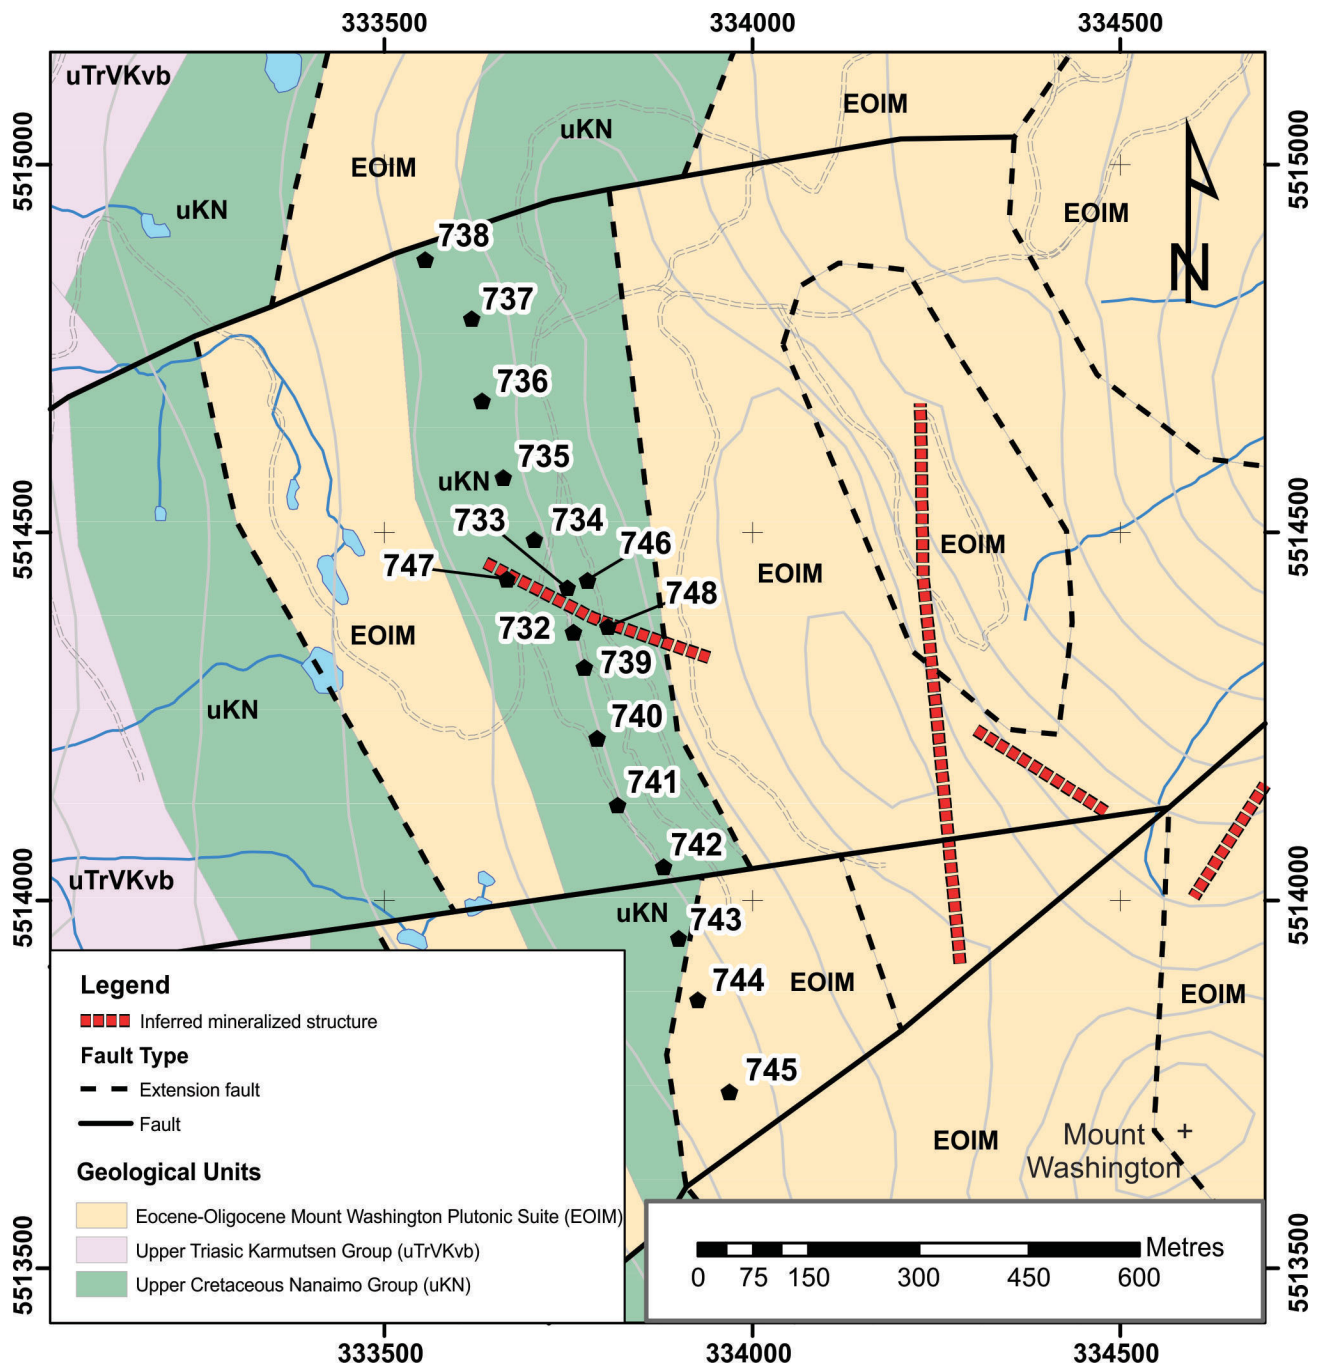 333500
334000
334500
uTrVKvb
EOIM
uKN
5515000
5515000
EOIM
uKN
EOIM
738
N
737
736
735
uKN
733
734
746
5514500
5514500
EOIM
747
EOIM
748
732
EOIM
739
uKN
740
741
742
uTrVKvb
5514000
5514000
uKN
743
744
EOIM
EOIM
745
EOIM
Mount
Washington
Legend
Inferred mineralized structure
Fault Type
Extension fault
Fault
Geological Units
Eocene-Oligocene Mount Washington Plutonic Suite (EOIM)
Upper Triasic Karmutsen Group (uTrVKvb)
Upper Cretaceous Nanaimo Group (uKN)
Metres
0 75 150 300 450 600
5513500
5513500
333500
334000
334500